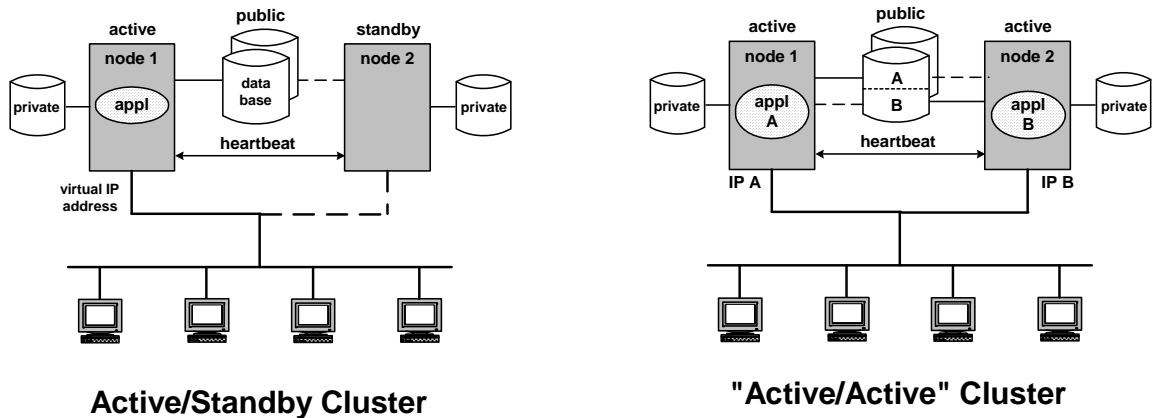 public
active
standby
node 1
node 2
data
base
private
appl
private
heartbeat
virtual IP
address
Active/Standby Cluster
public
active
active
node 1
node 2
A
B
private
appl
A
appl
B
private
heartbeat
IP A
IP B
"Active/Active" Cluster